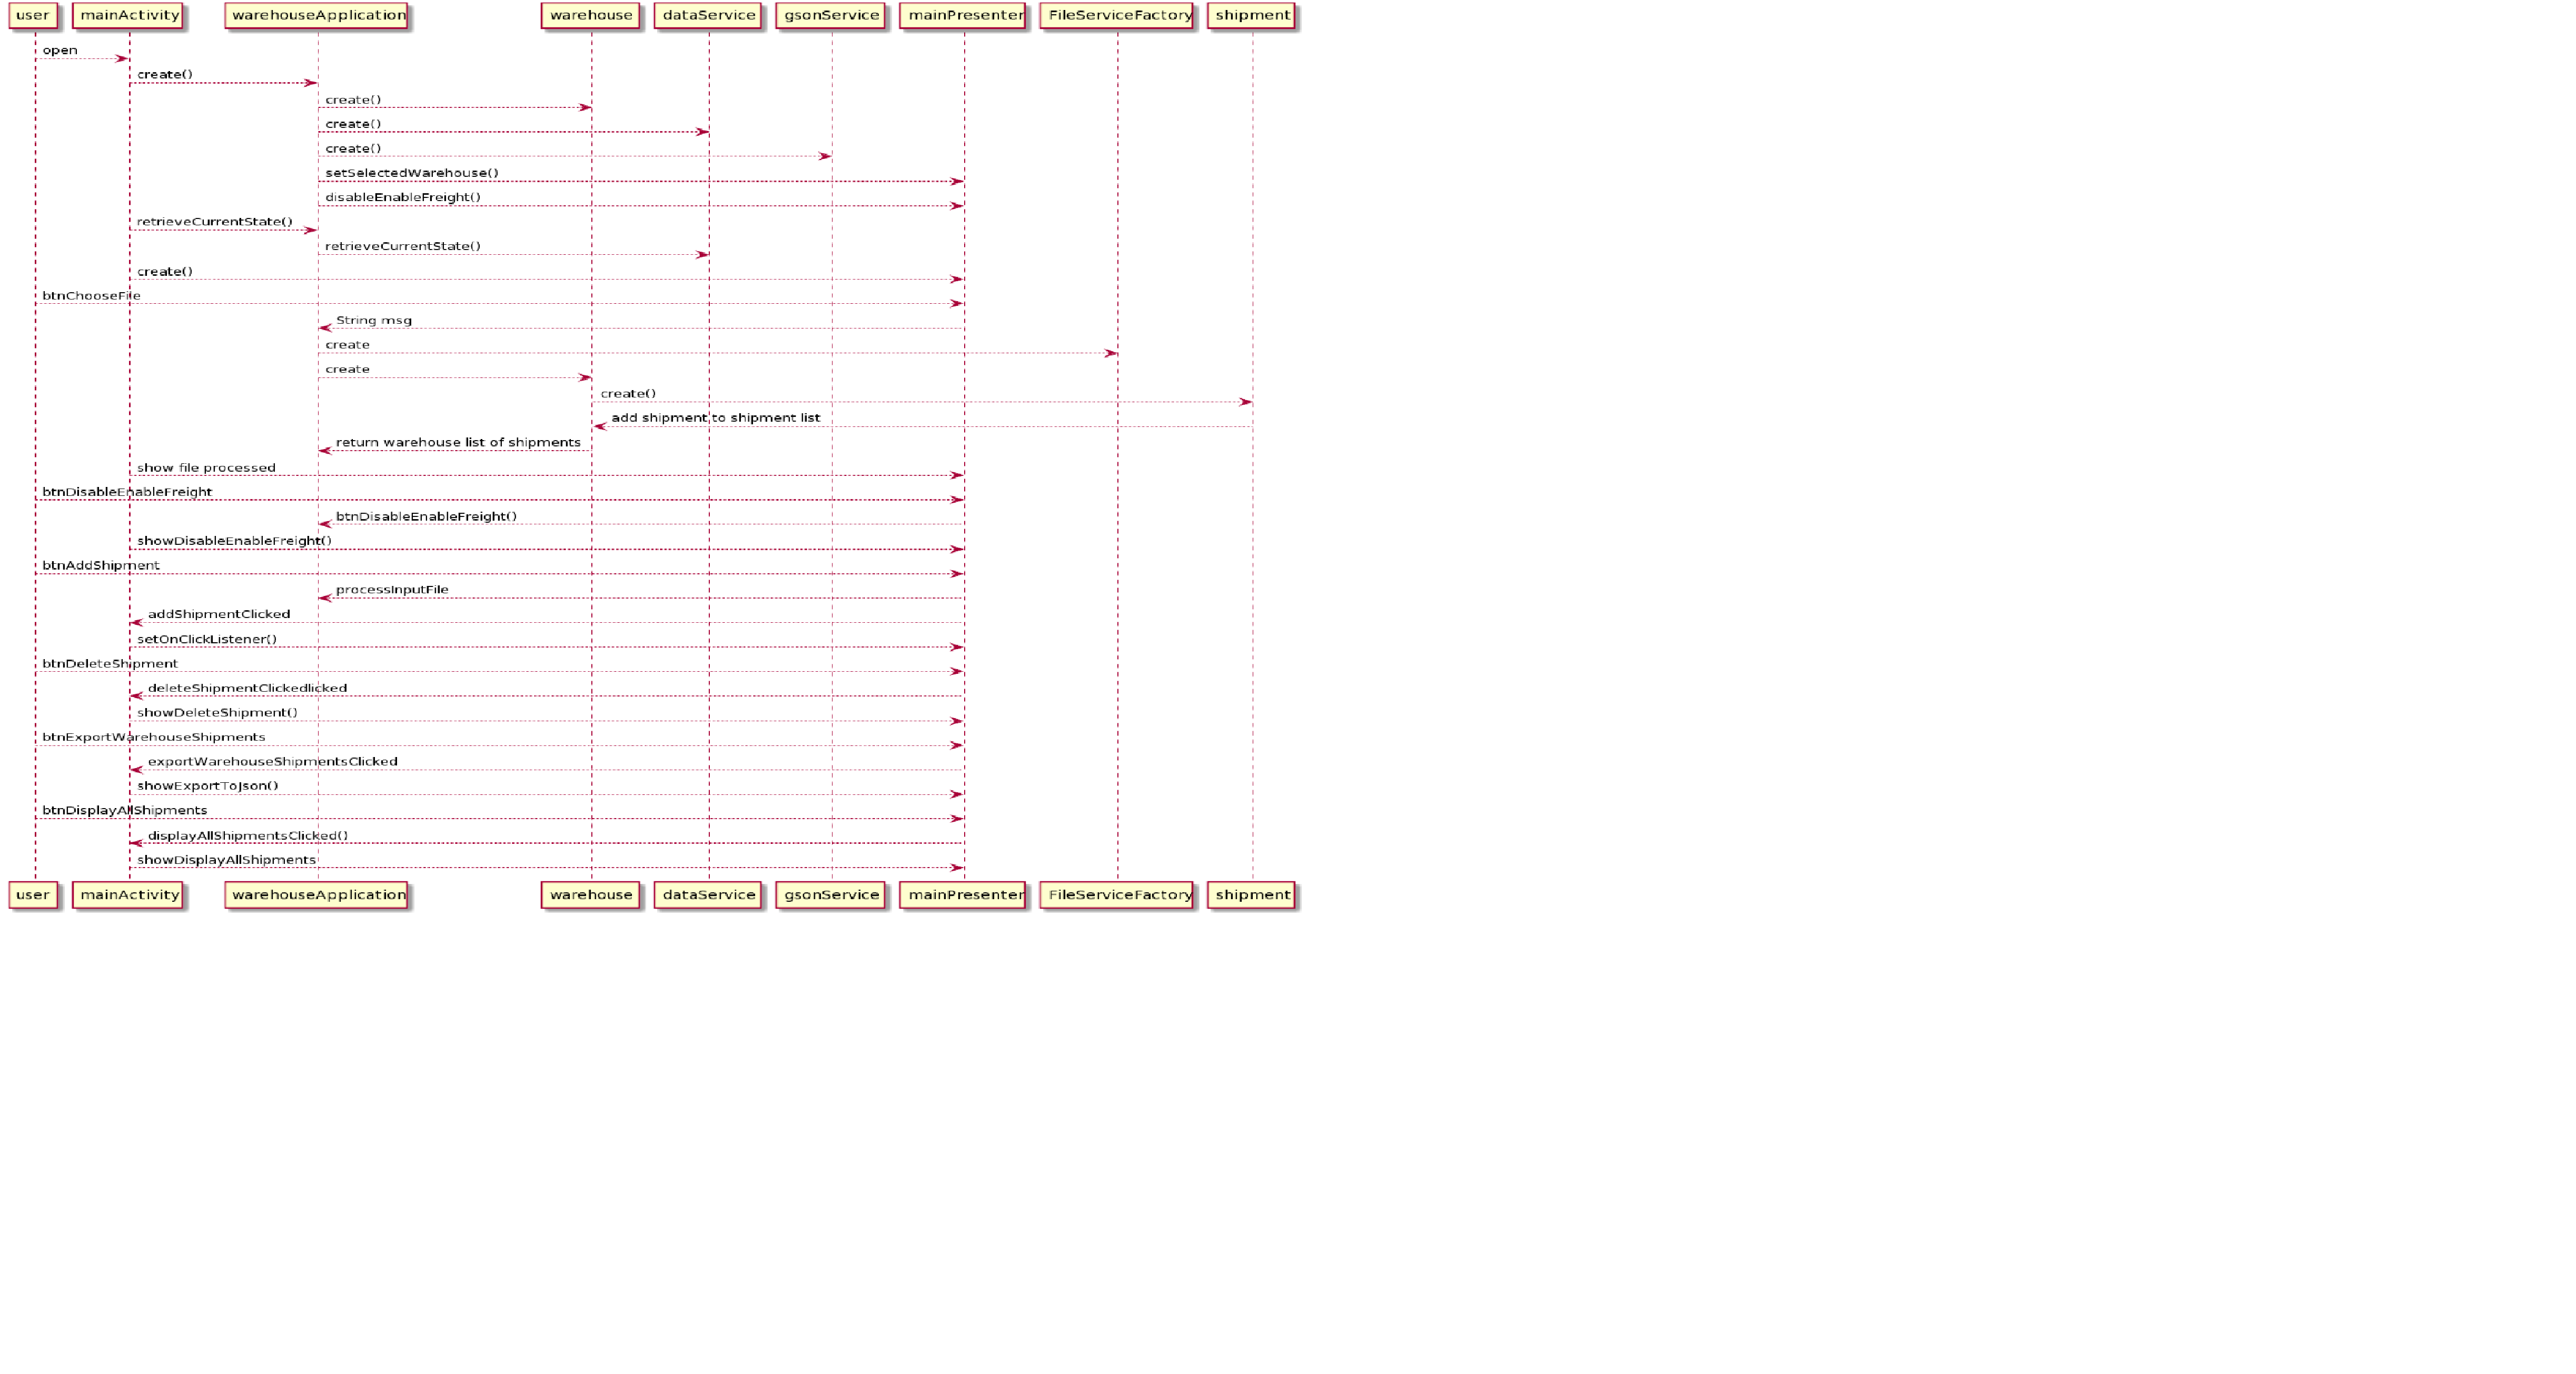 user mainActivity warehouseApplication warehouse dataService gsonService mainPresenter FileServiceFactory shipment
open
create()
create()
create()
create()
setSelectedWarehouse()
disableEnableFreight()
retrieveCurrentState()
retrieveCurrentState()
create()
btnChooseFile
String msg
create
create
create()
add shipment to shipment list
return warehouse list of shipments
show file processed
btnDisableEnableFreight
btnDisableEnableFreight()
showDisableEnableFreight()
btnAddShipment
processInputFile
addShipmentClicked
setOnClickListener()
btnDeleteShipment
deleteShipmentClickedlicked
showDeleteShipment()
btnExportWarehouseShipments
exportWarehouseShipmentsClicked
showExportToJson()
btnDisplayAllShipments
displayAllShipmentsClicked()
showDisplayAllShipments
user mainActivity warehouseApplication warehouse dataService gsonService mainPresenter FileServiceFactory shipment